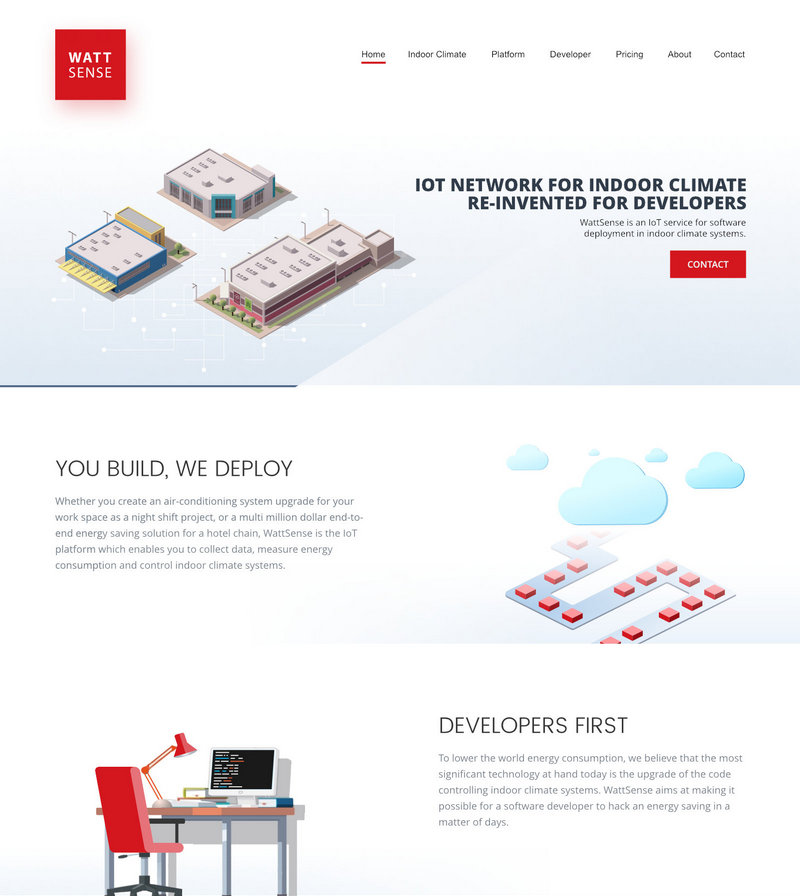 WATT
SENSE
Home Indoor Climate Platform Developer Pricing About Contact
IOT NETWORK FOR INDOOR CLIMATE
RE-INVENTED FOR DEVELOPERS
WattSense is an IoT service for software
deployment in indoor climate systems.
CONTACT
YOU BUILD, WE DEPLOY
Whether you create an air-conditioning system upgrade for your
work space as a night shift project, or a multi million dollar end-to-
end energy saving solution for a hotel chain, WattSense is the IoT
platform which enables you to collect data, measure energy
consumption and control indoor climate systems.
DEVELOPERS FIRST
To lower the world energy consumption, we believe that the most
significant technology at hand today is the upgrade of the code
controlling indoor climate systems. WattSense aims at making it
possible for a software developer to hack an energy saving in a
matter of days.